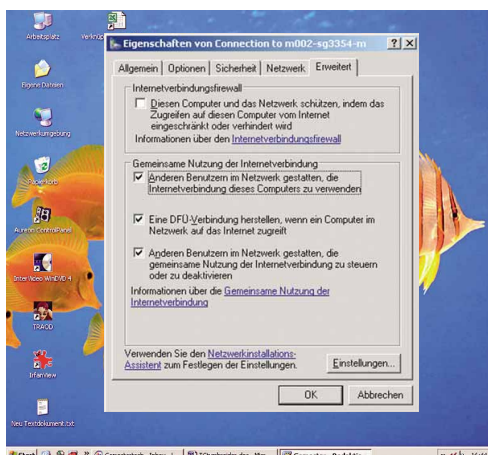 Arbeitsplatz
Eigene Dateien
Netzwerkumgebung
Papierkorb
InterVideo WinDVD 4
TRAOD
IrfanView
Neu Textdokument.txt
Eigenschaften von Connection to m002-sg3354-m
Allgemein Optionen Sicherheit Netzwerk Erweitert
Internetverbindungsfirewall
Diesen Computer und das Netzwerk schützen, indem das
Zugreifen auf diesen Computer vom Internet
eingeschränkt oder verhindert wird
Informationen über den Internetverbindungsfirewall
Gemeinsame Nutzung der Internetverbindung
Anderen Benutzern im Netzwerk gestatten, die
Internetverbindung dieses Computers zu verwenden
Eine DFÜ-Verbindung herstellen, wenn ein Computer im
Netzwerk auf das Internet zugreift
Anderen Benutzern im Netzwerk gestatten, die
gemeinsame Nutzung der Internetverbindung zu steuern
oder zu deaktivieren
Informationen über die Gemeinsame Nutzung der
Internetverbindung
Verwenden Sie den Netzwerkinstallations-
Assistent zum Festlegen der Einstellungen.
Einstellungen...
OK Abbrechen